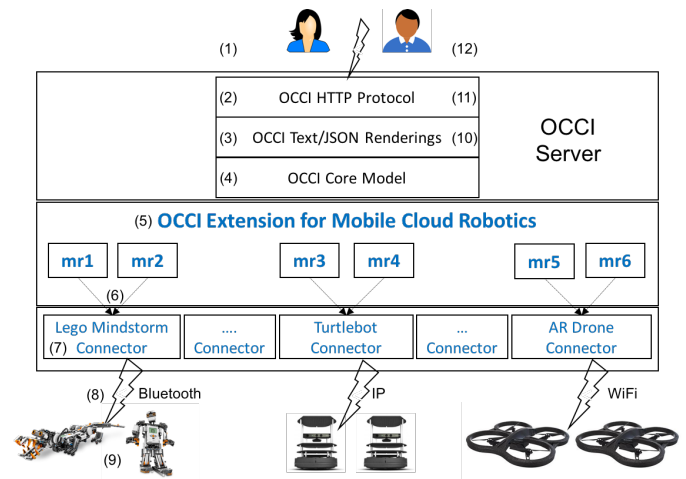 (1)
(12)
(2) OCCI HTTP Protocol (11)
(3) OCCI Text/JSON Renderings (10)
(4) OCCI Core Model
OCCI
Server
(5) OCCI Extension for Mobile Cloud Robotics
mr1 mr2 mr3 mr4 mr5 mr6
(6)
Lego Mindstorm
(7) Connector
....
Connector
Turtlebot
Connector
...
Connector
AR Drone
Connector
(8) Bluetooth IP WiFi
(9)